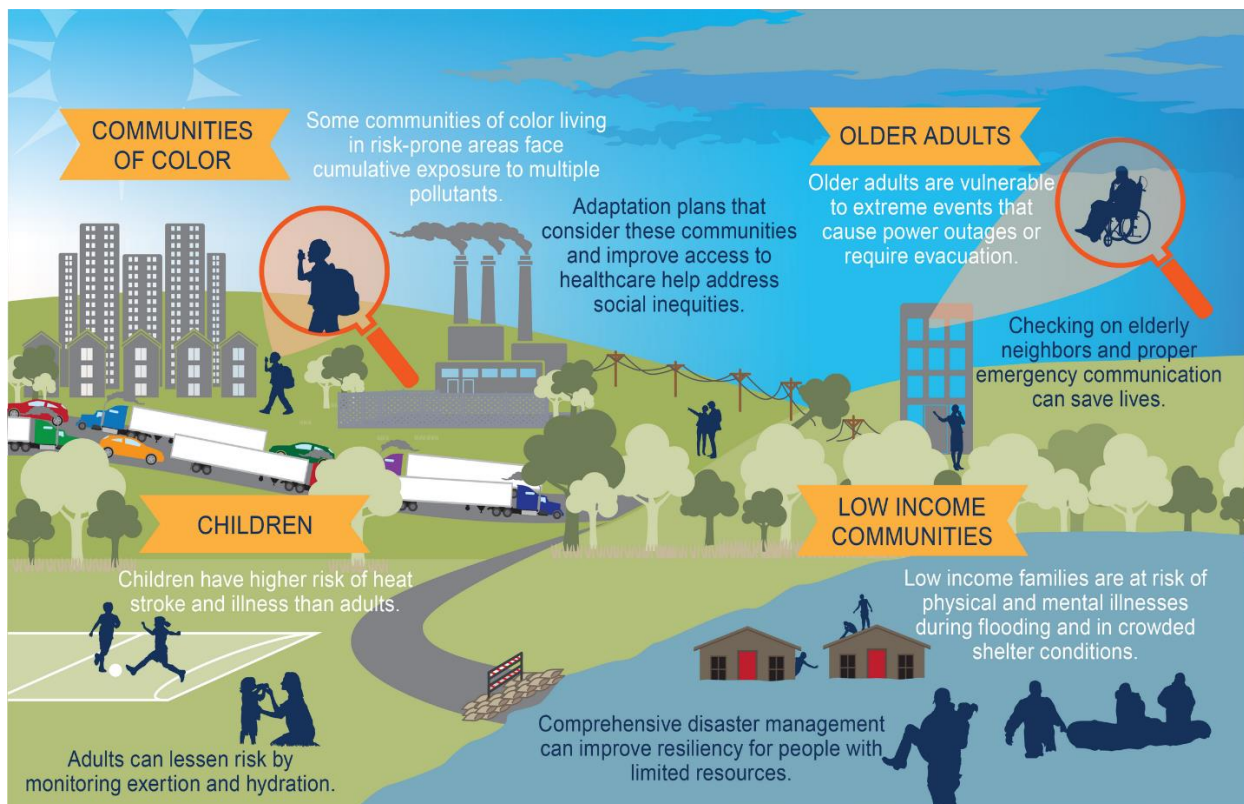 COMMUNITIES
OF COLOR
Some communities of color living
in risk-prone areas face
cumulative exposure to multiple
pollutants.
Adaptation plans that
consider these communities
and improve access to
healthcare help address
social inequities.
OLDER ADULTS
Older adults are vulnerable
to extreme events that
cause power outages or
require evacuation.
Checking on elderly
neighbors and proper
emergency communication
can save lives.
CHILDREN
Children have higher risk of heat
stroke and illness than adults.
Adults can lessen risk by
monitoring exertion and hydration.
LOW INCOME
COMMUNITIES
Low income families are at risk of
physical and mental illnesses
during flooding and in crowded
shelter conditions.
Comprehensive disaster management
can improve resiliency for people with
limited resources.